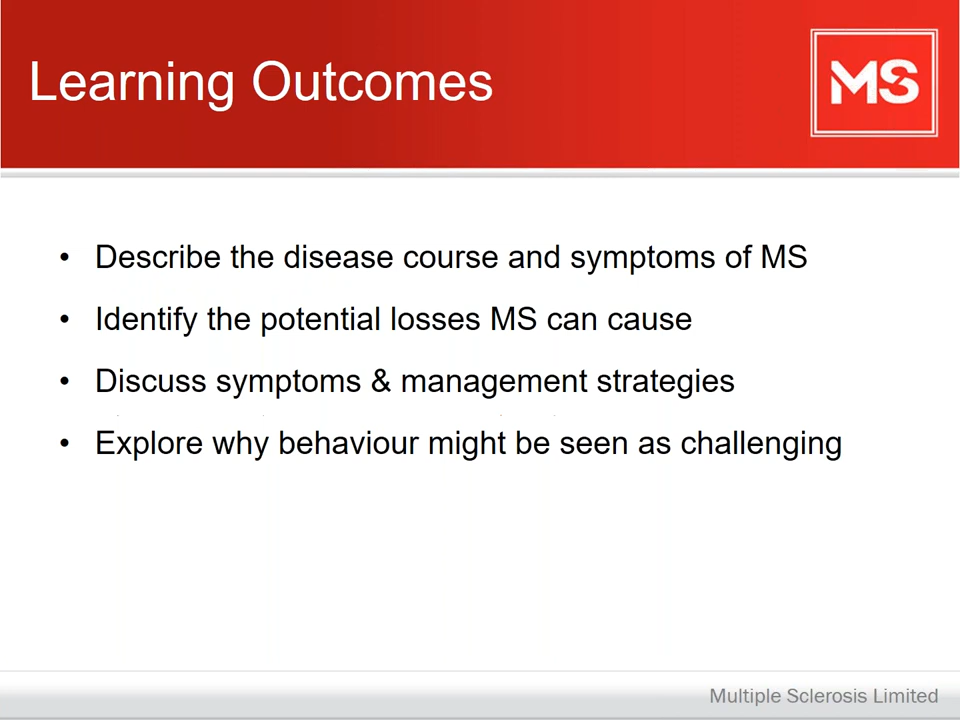 Learning Outcomes
MS
• Describe the disease course and symptoms of MS
• Identify the potential losses MS can cause
• Discuss symptoms & management strategies
• Explore why behaviour might be seen as challenging
Multiple Sclerosis Limited